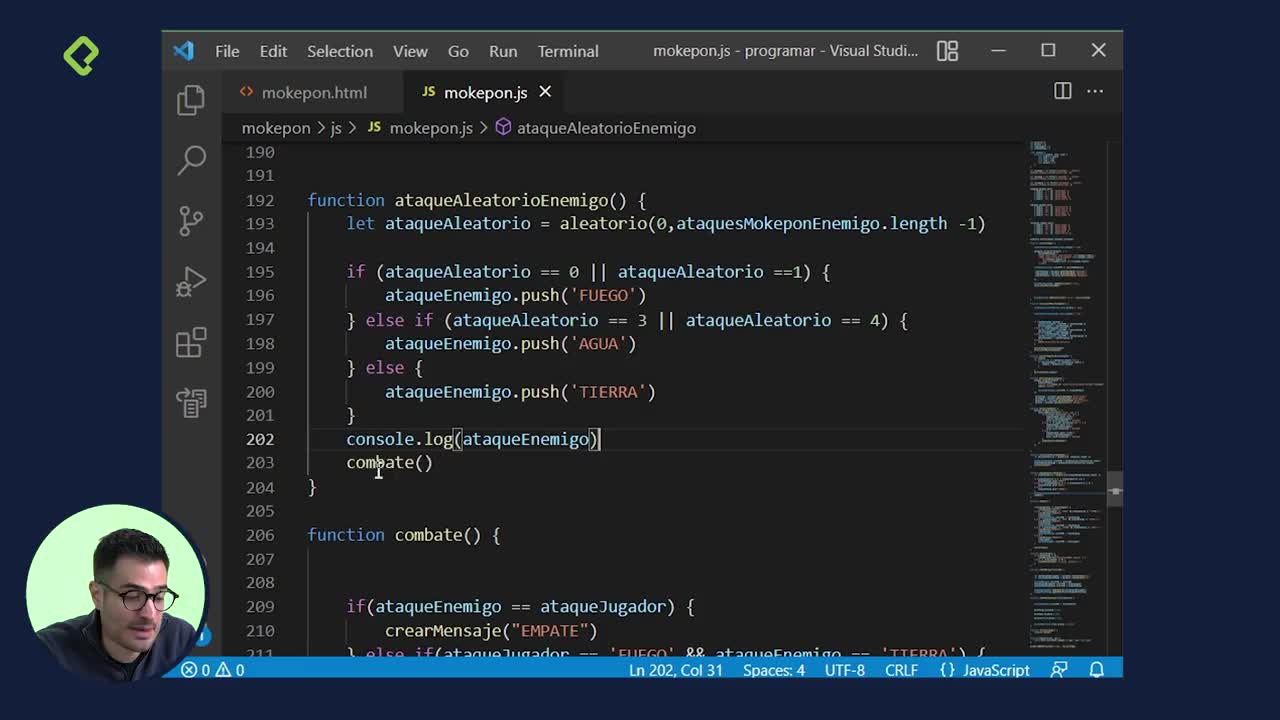 File Edit Selection View Go Run Terminal mokepon.js - programar - Visual Studi...
mokepon.html JS mokepon.js
mokepon > js > JS mokepon.js > ataqueAleatorioEnemigo
190
191
192 function ataqueAleatorioEnemigo() {
193 let ataqueAleatorio = aleatorio(0,ataquesMokeponEnemigo.length -1)
194
195 if (ataqueAleatorio == 0 || ataqueAleatorio ==1) {
196 ataqueEnemigo.push('FUEGO')
197 else if (ataqueAleatorio == 3 || ataqueAleatorio == 4) {
198 ataqueEnemigo.push('AGUA')
199 else {
200 ataqueEnemigo.push('TIERRA')
201 }
202 console.log(ataqueEnemigo)
203 combate()
204 }
205
206 function combate() {
207
208
209 (ataqueEnemigo == ataqueJugador) {
210 crearMensaje("EMPATE")
211 else if(ataqueJugador == 'FUEGO' && ataqueEnemigo == 'TIERRA') {
0 0 Ln 202, Col 31 Spaces: 4 UTF-8 CRLF {} JavaScript